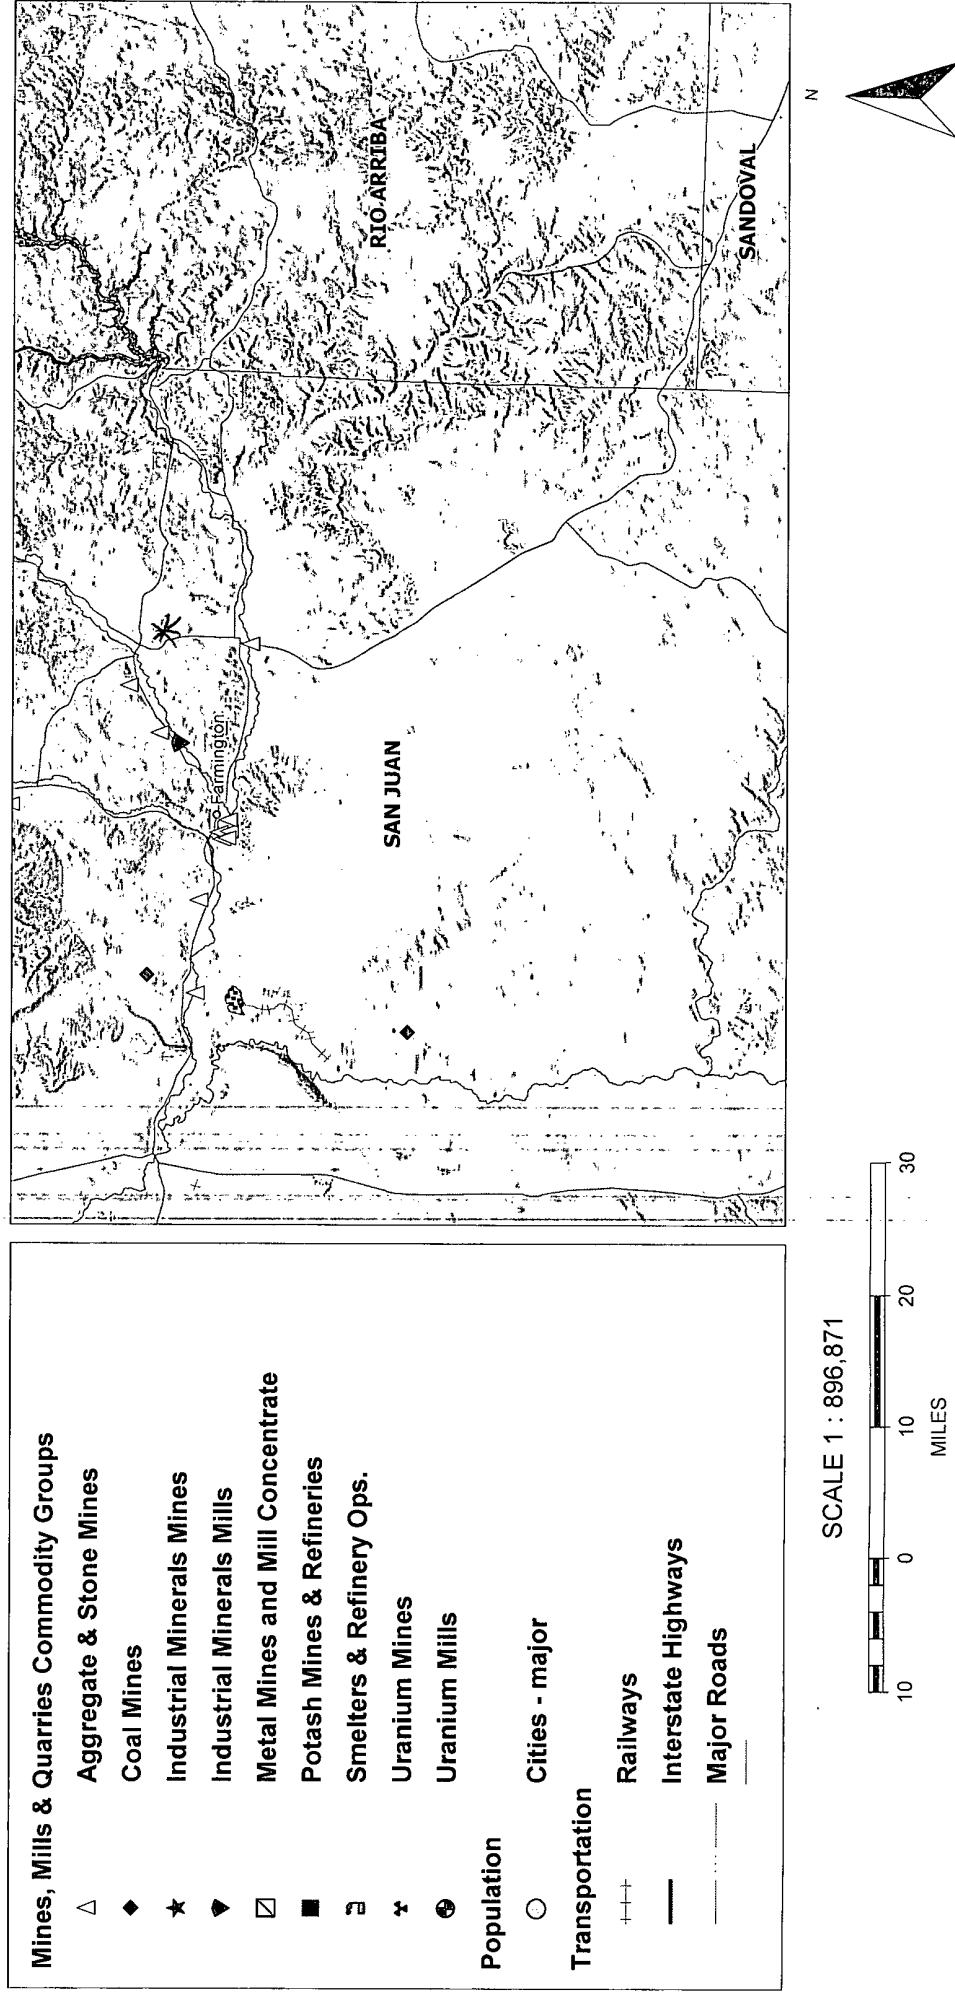 Mines, Mills & Quarries Commodity Groups
Aggregate & Stone Mines
Coal Mines
Industrial Minerals Mines
Industrial Minerals Mills
Metal Mines and Mill Concentrate
Potash Mines & Refineries
Smelters & Refinery Ops.
Uranium Mines
Uranium Mills
Population
Cities - major
Transportation
Railways
Interstate Highways
Major Roads
Farmington
SAN JUAN
RIO ARRIBA
SANDOVAL
N
SCALE 1 : 896,871
10 0 10 20 30
MILES